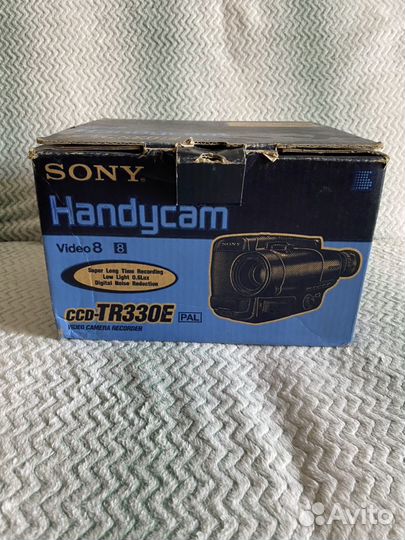 SONY®
Handycam
Video 8 8
Super Long Time Recording
Low Light 0.6Lux
Digital Noise Reduction
SONY
CCD-TR330E PAL
VIDEO CAMERA RECORDER
Avito